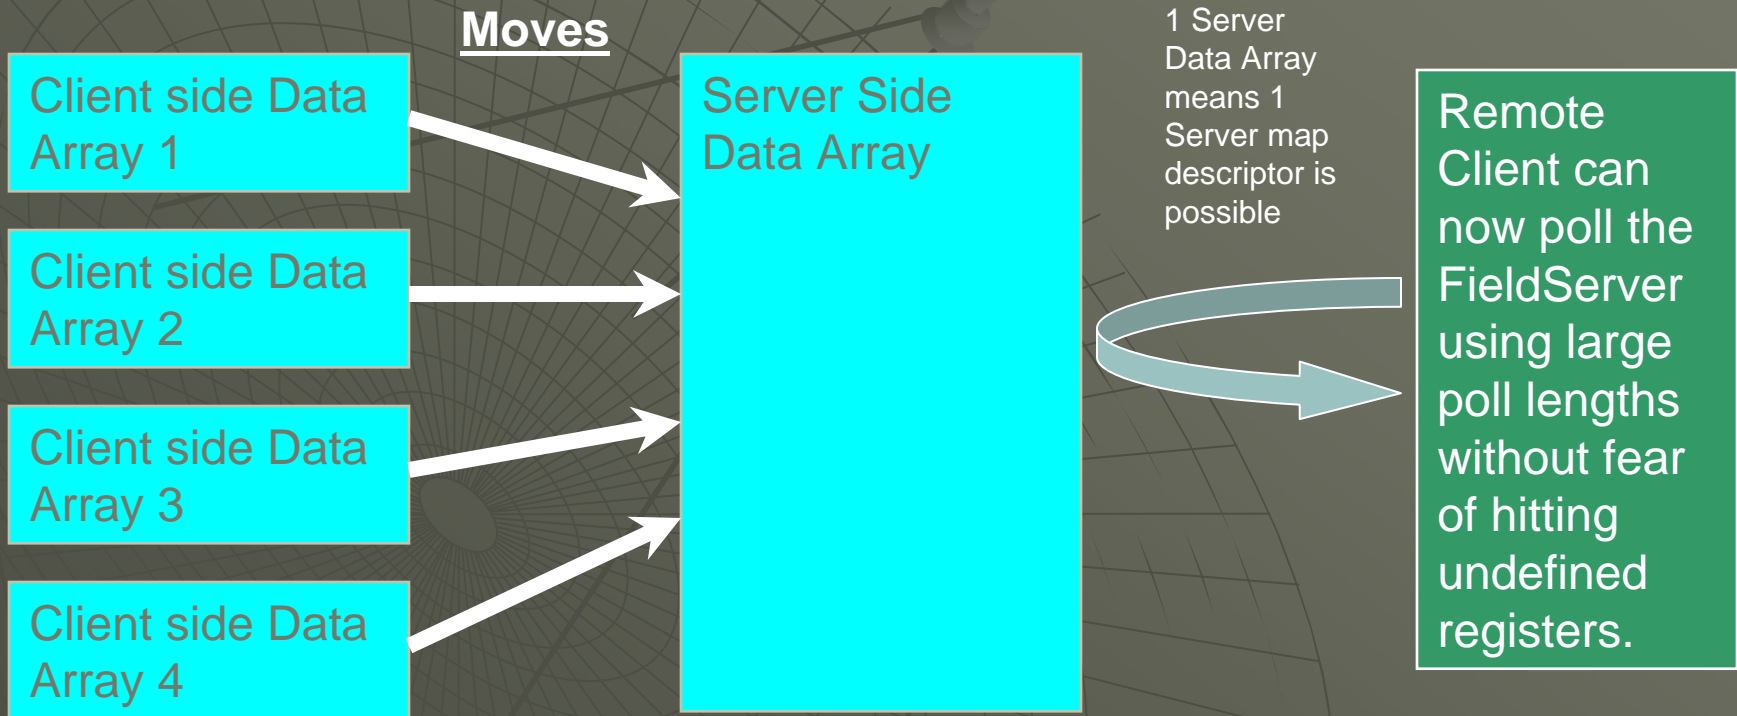 Moves
Client side Data
Array 1
Client side Data
Array 2
Client side Data
Array 3
Client side Data
Array 4
Server Side
Data Array
1 Server
Data Array
means 1
Server map
descriptor is
possible
Remote
Client can
now poll the
FieldServer
using large
poll lengths
without fear
of hitting
undefined
registers.